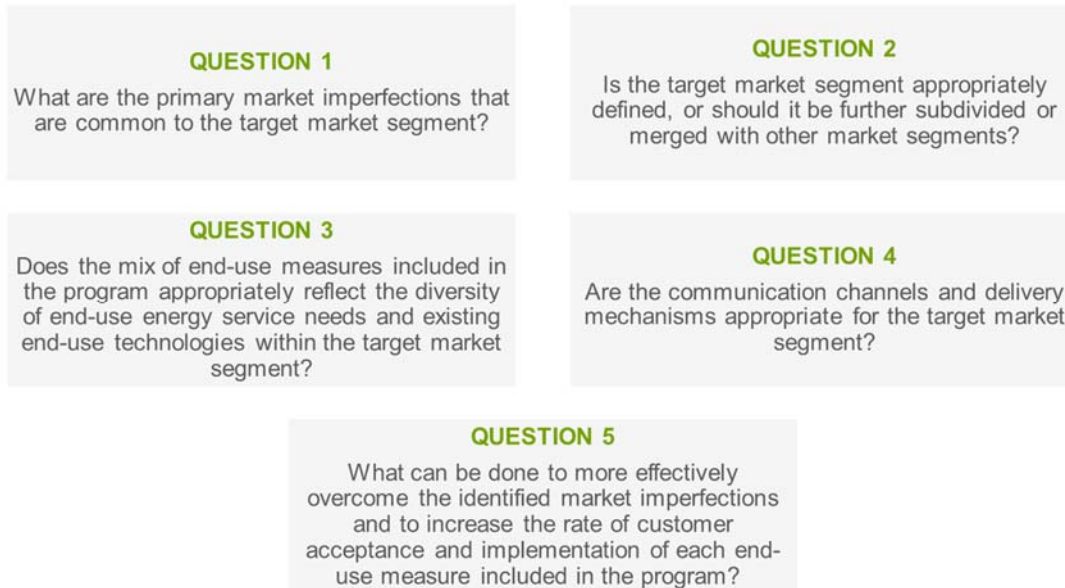 QUESTION 1
What are the primary market imperfections that
are common to the target market segment?
QUESTION 2
Is the target market segment appropriately
defined, or should it be further subdivided or
merged with other market segments?
QUESTION 3
Does the mix of end-use measures included in
the program appropriately reflect the diversity
of end-use energy service needs and existing
end-use technologies within the target market
segment?
QUESTION 4
Are the communication channels and delivery
mechanisms appropriate for the target market
segment?
QUESTION 5
What can be done to more effectively
overcome the identified market imperfections
and to increase the rate of customer
acceptance and implementation of each end-
use measure included in the program?